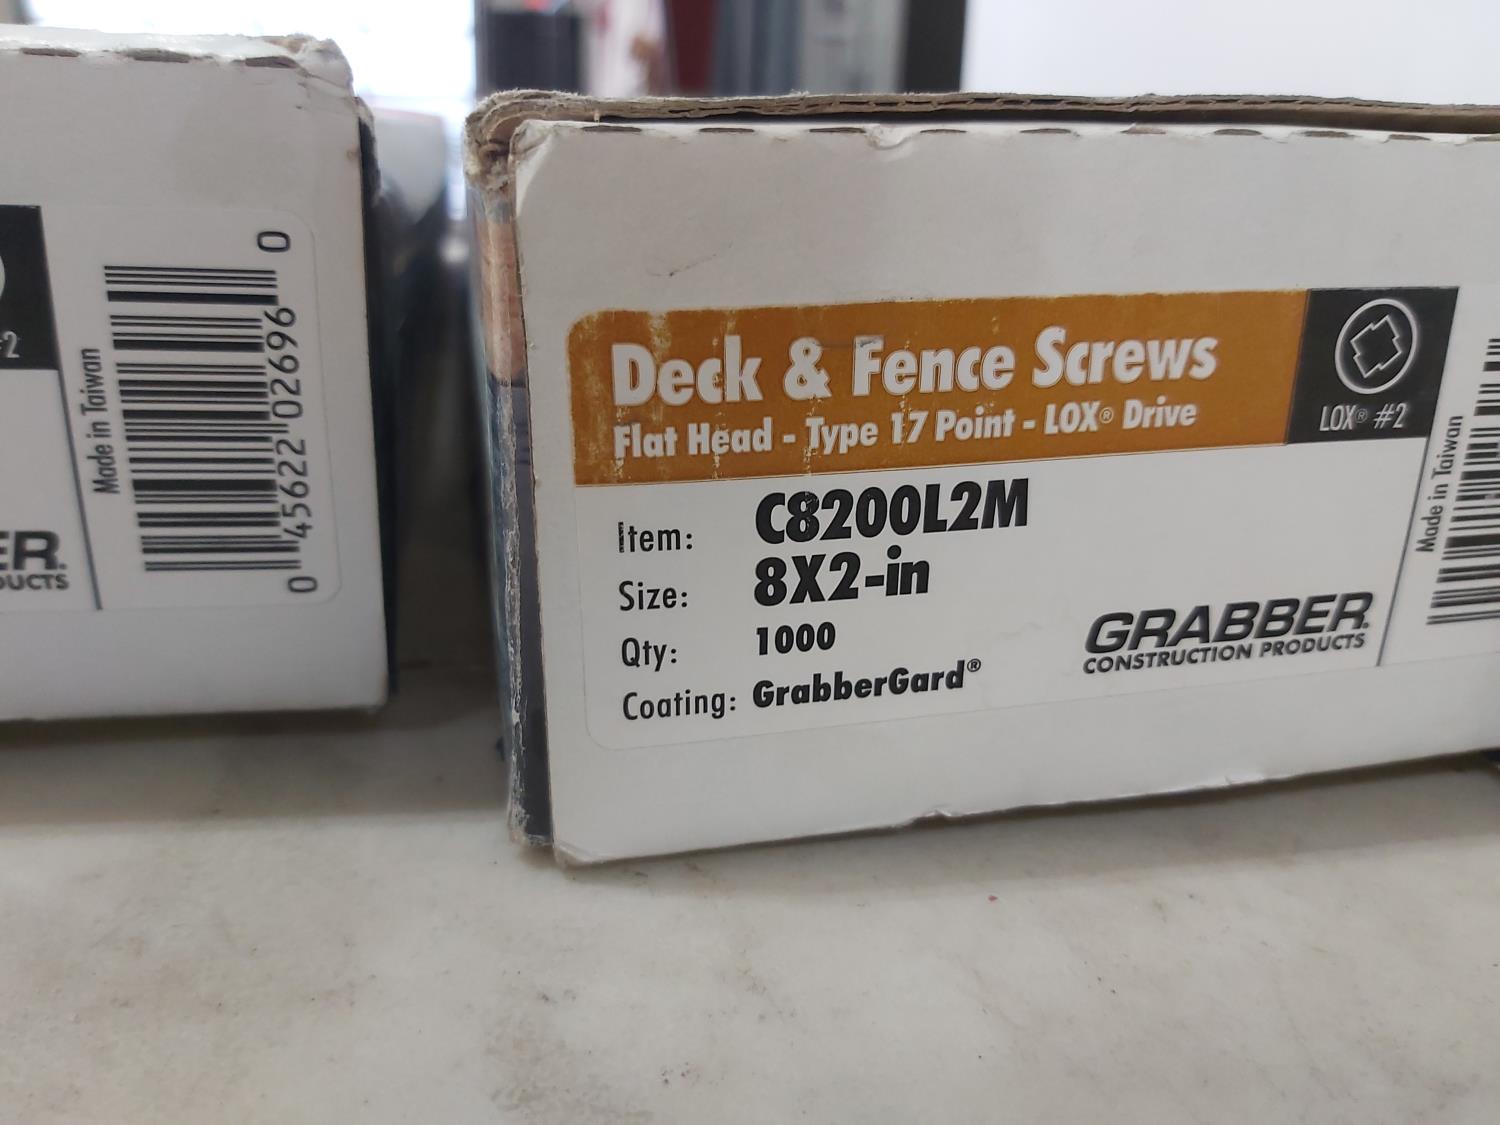 #2
Made in Taiwan
0 45622 02696 0
ER.
DUCTS
Deck & Fence Screws
Flat Head - Type 17 Point - LOX® Drive
LOX® #2
Item: C8200L2M
Size: 8X2-in
Qty: 1000
Coating: GrabberGard®
GRABBER®
CONSTRUCTION PRODUCTS
Made in Taiwan